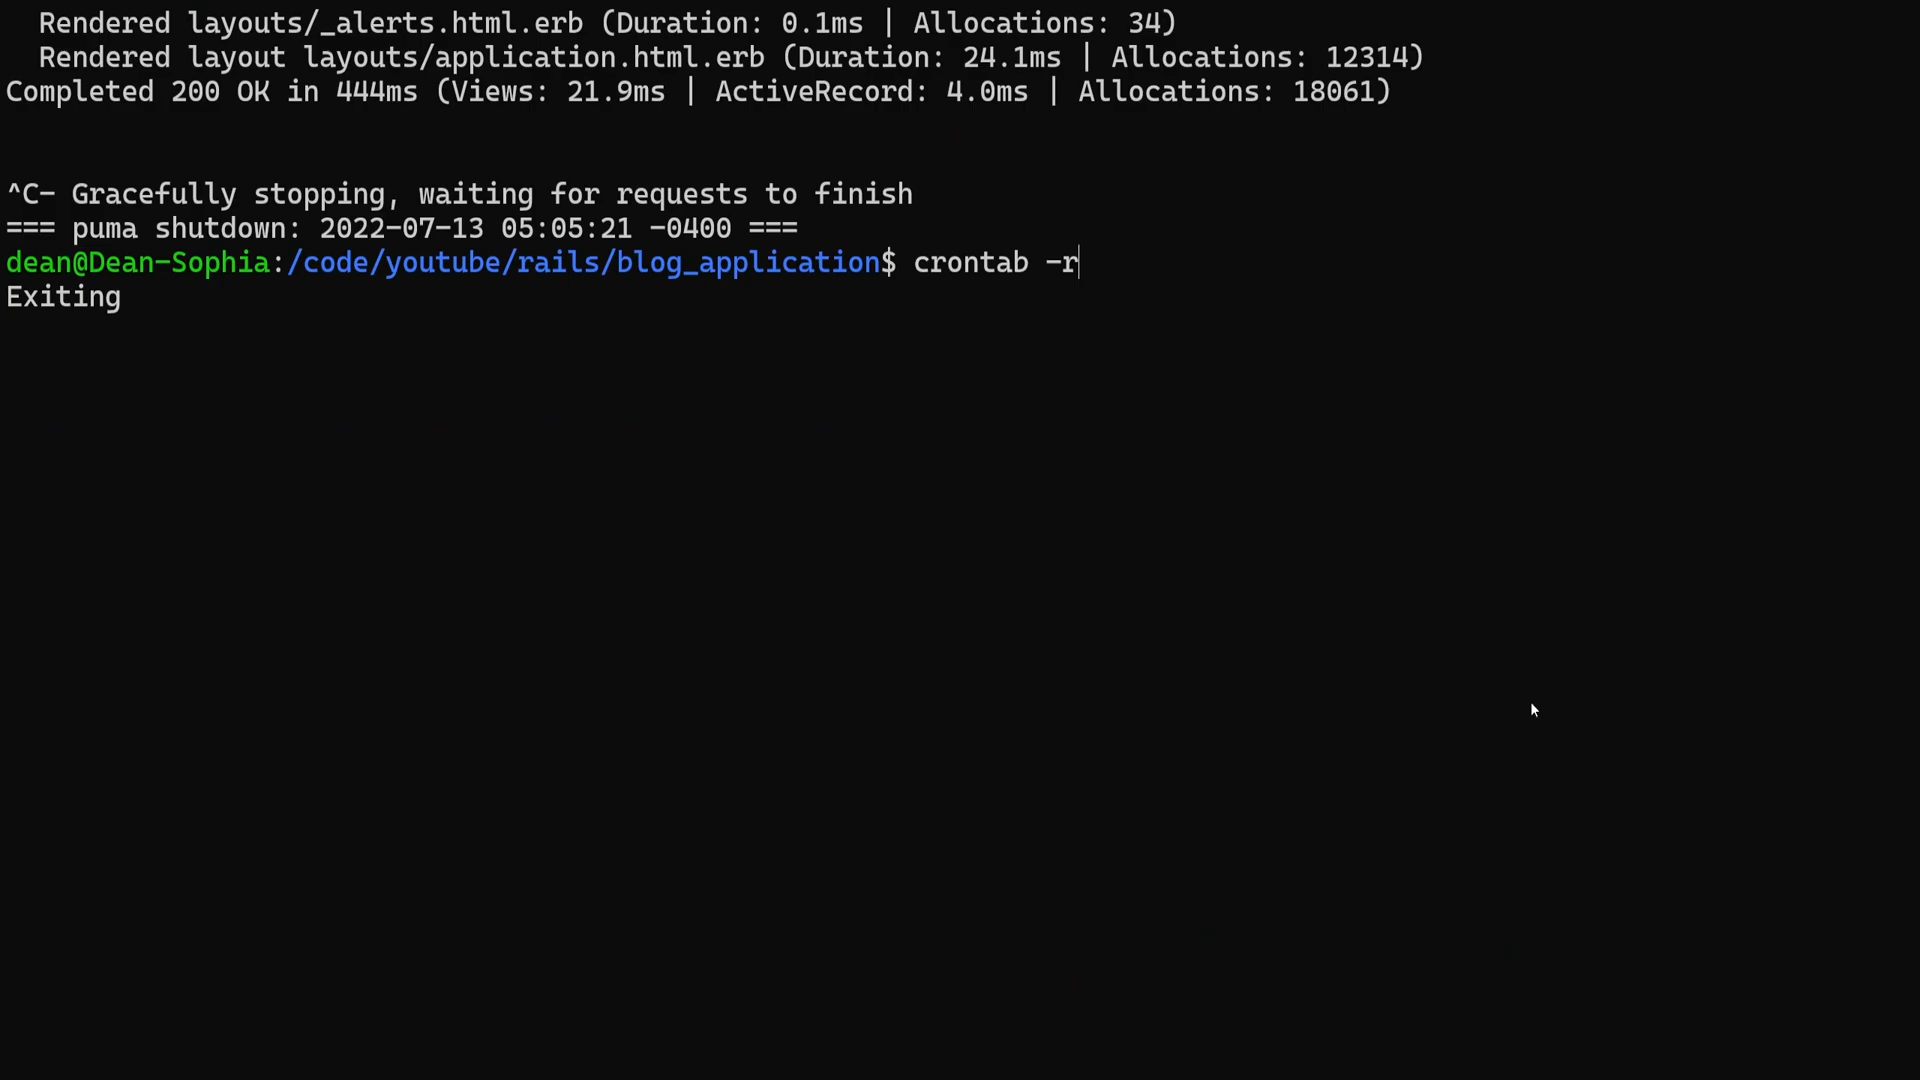 Rendered layouts/_alerts.html.erb (Duration: 0.1ms | Allocations: 34)
Rendered layout layouts/application.html.erb (Duration: 24.1ms | Allocations: 12314)
Completed 200 OK in 444ms (Views: 21.9ms | ActiveRecord: 4.0ms | Allocations: 18061)
^C- Gracefully stopping, waiting for requests to finish
=== puma shutdown: 2022-07-13 05:05:21 -0400 ===
dean@Dean-Sophia:/code/youtube/rails/blog_application$ crontab -r
Exiting